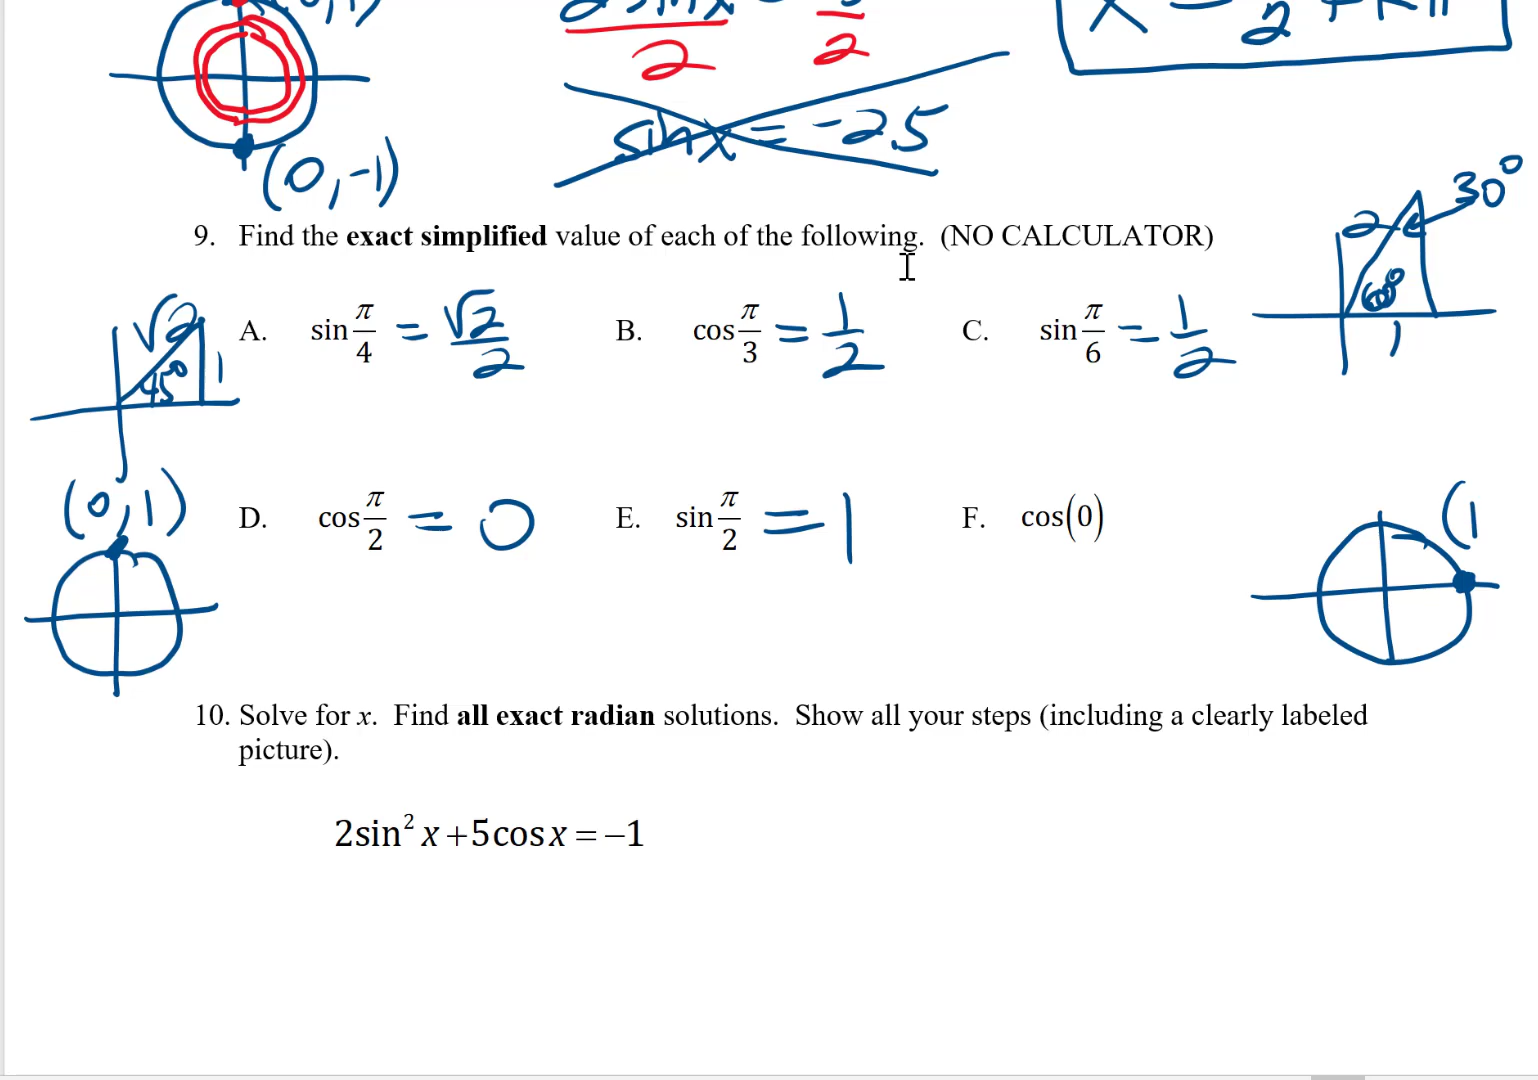 2
2
sin x = -2.5
(0, -1)
30°
9. Find the exact simplified value of each of the following. (NO CALCULATOR)
2
60°
1
√2
45°
1
A. sin π/4 = √2/2 B. cos π/3 = 1/2 C. sin π/6 = 1/2
(0, 1)
D. cos π/2 = 0 E. sin π/2 = 1 F. cos(0)
(1
10. Solve for x. Find all exact radian solutions. Show all your steps (including a clearly labeled
picture).
2sin² x + 5cos x = −1